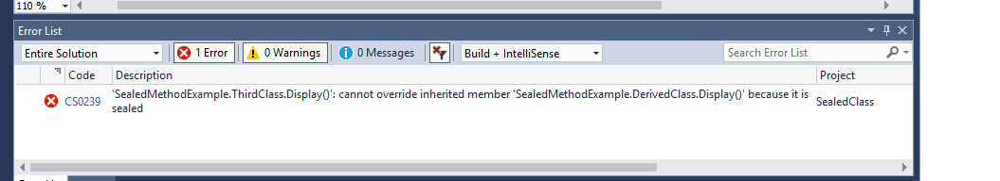 110 %
Error List
Entire Solution 1 Error 0 Warnings 0 Messages Build + IntelliSense Search Error List
Code Description Project
CS0239 'SealedMethodExample.ThirdClass.Display()': cannot override inherited member 'SealedMethodExample.DerivedClass.Display()' because it is
sealed SealedClass